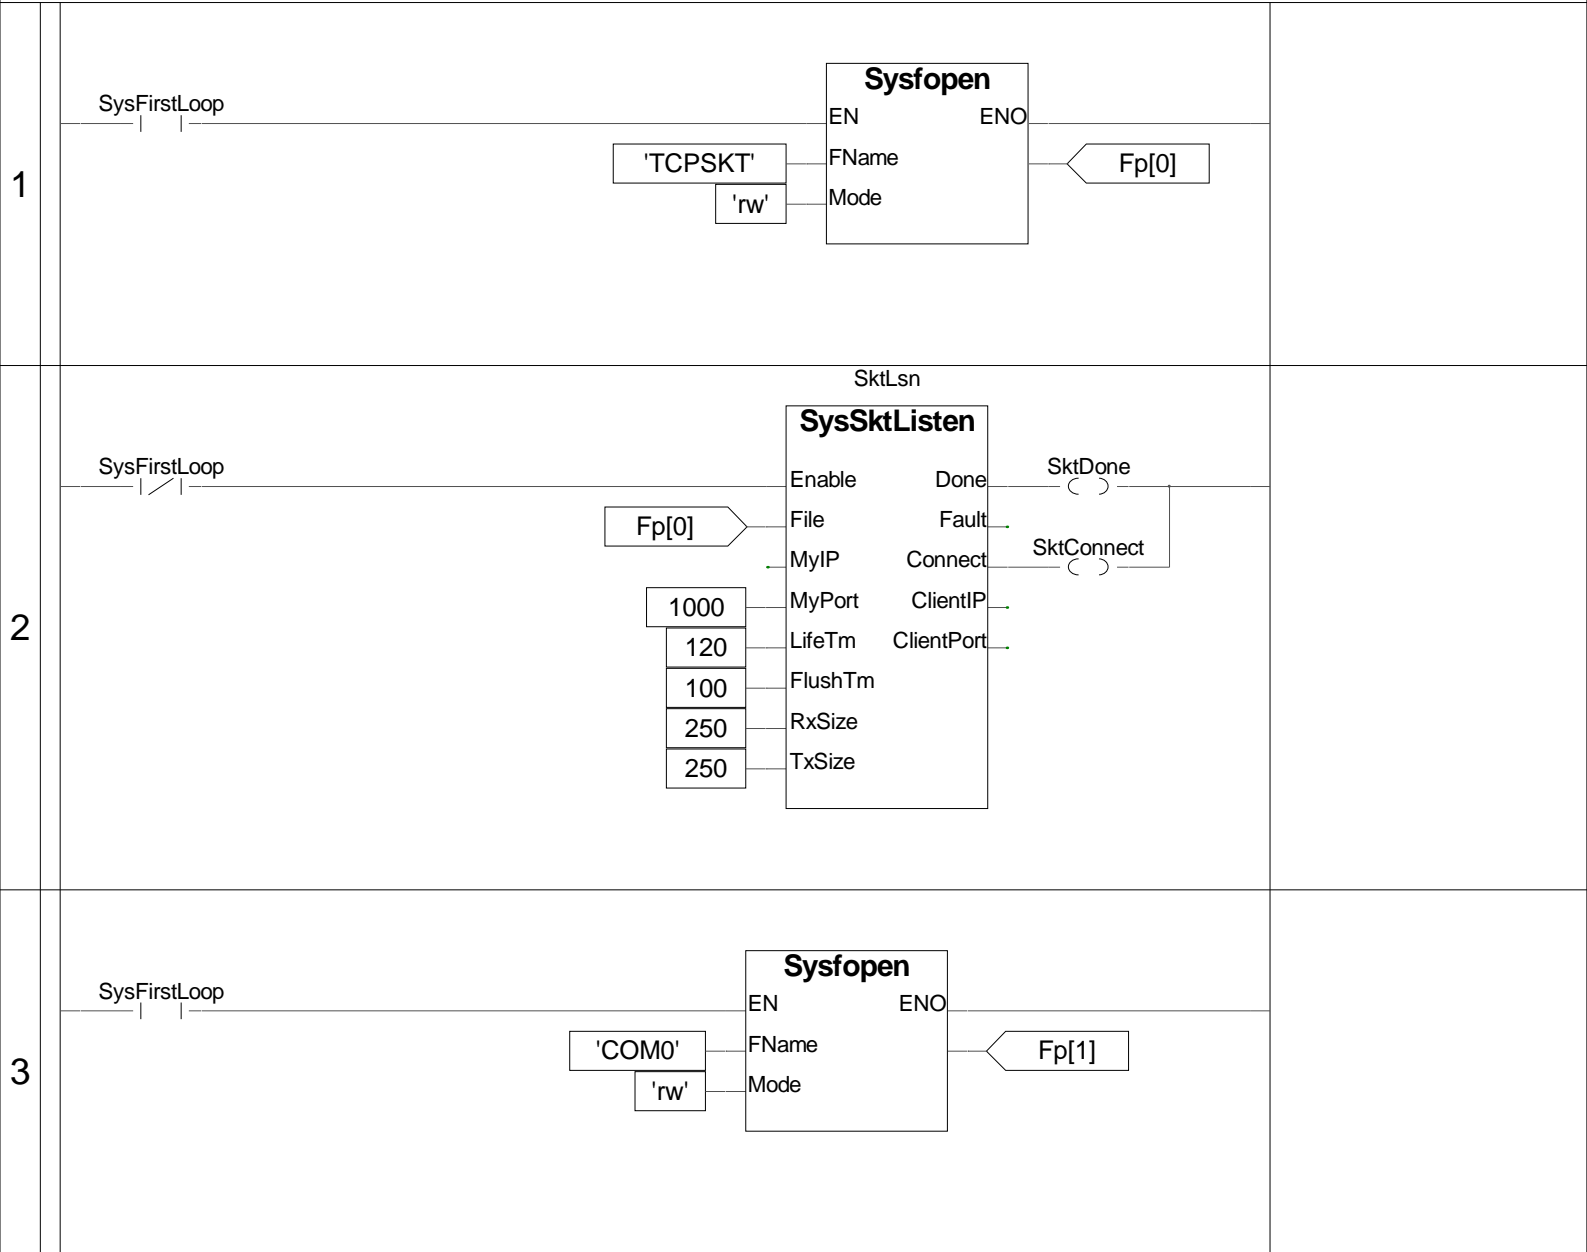 1
SysFirstLoop
Sysfopen
EN ENO
'TCPSKT' FName Fp[0]
'rw' Mode
2
SktLsn
SysSktListen
SysFirstLoop Enable Done SktDone
Fp[0] File Fault
MyIP Connect SktConnect
1000 MyPort ClientIP
120 LifeTm ClientPort
100 FlushTm
250 RxSize
250 TxSize
3
SysFirstLoop
Sysfopen
EN ENO
'COM0' FName Fp[1]
'rw' Mode